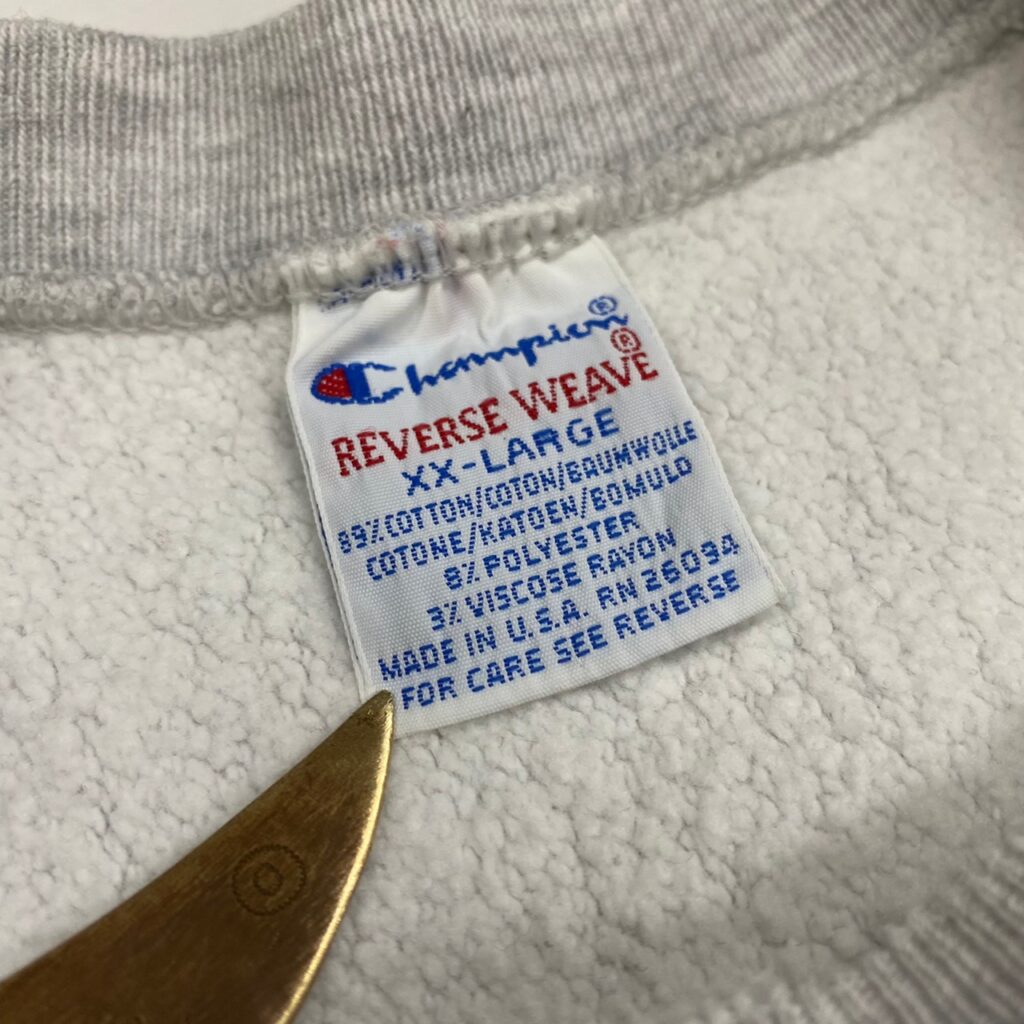 Champion®
REVERSE WEAVE®
XX-LARGE
89%COTTON/COTON/BAUMWOLLE
COTONE/KATOEN/BOMULD
8% POLYESTER
3% VISCOSE RAYON
MADE IN U.S.A. RN 26094
FOR CARE SEE REVERSE